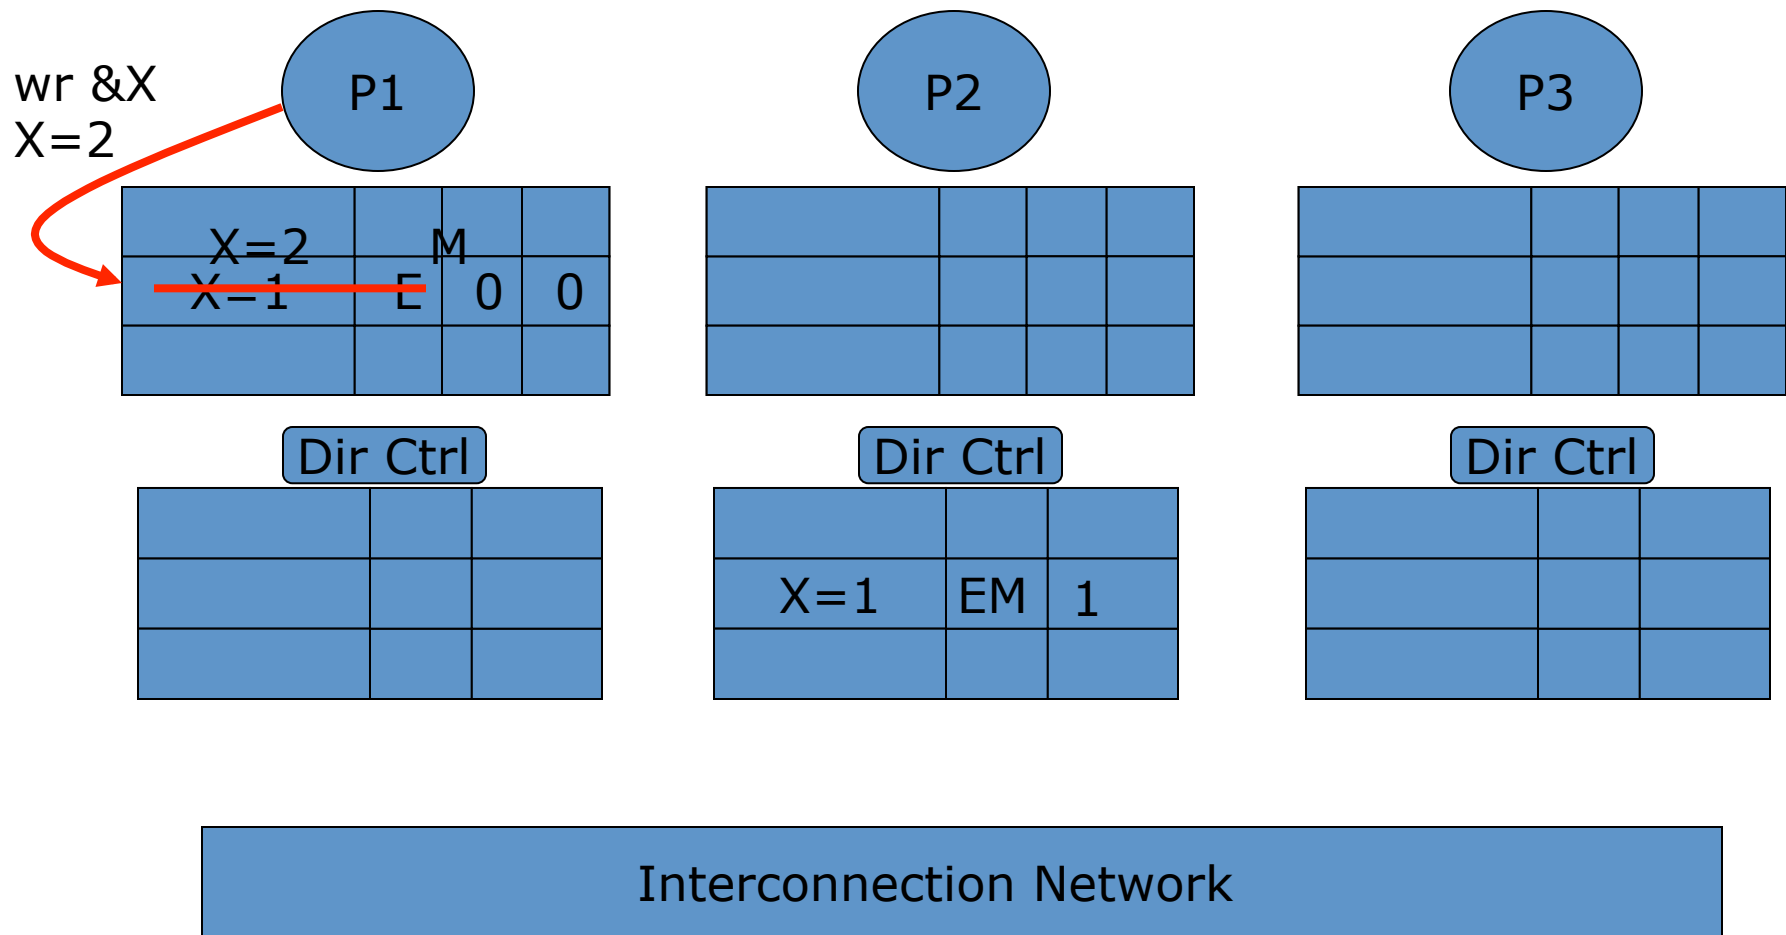 wr &X
X=2
P1
P2
P3
X=2 M
X=1 E 0 0
Dir Ctrl
Dir Ctrl
Dir Ctrl
X=1 EM 1
Interconnection Network